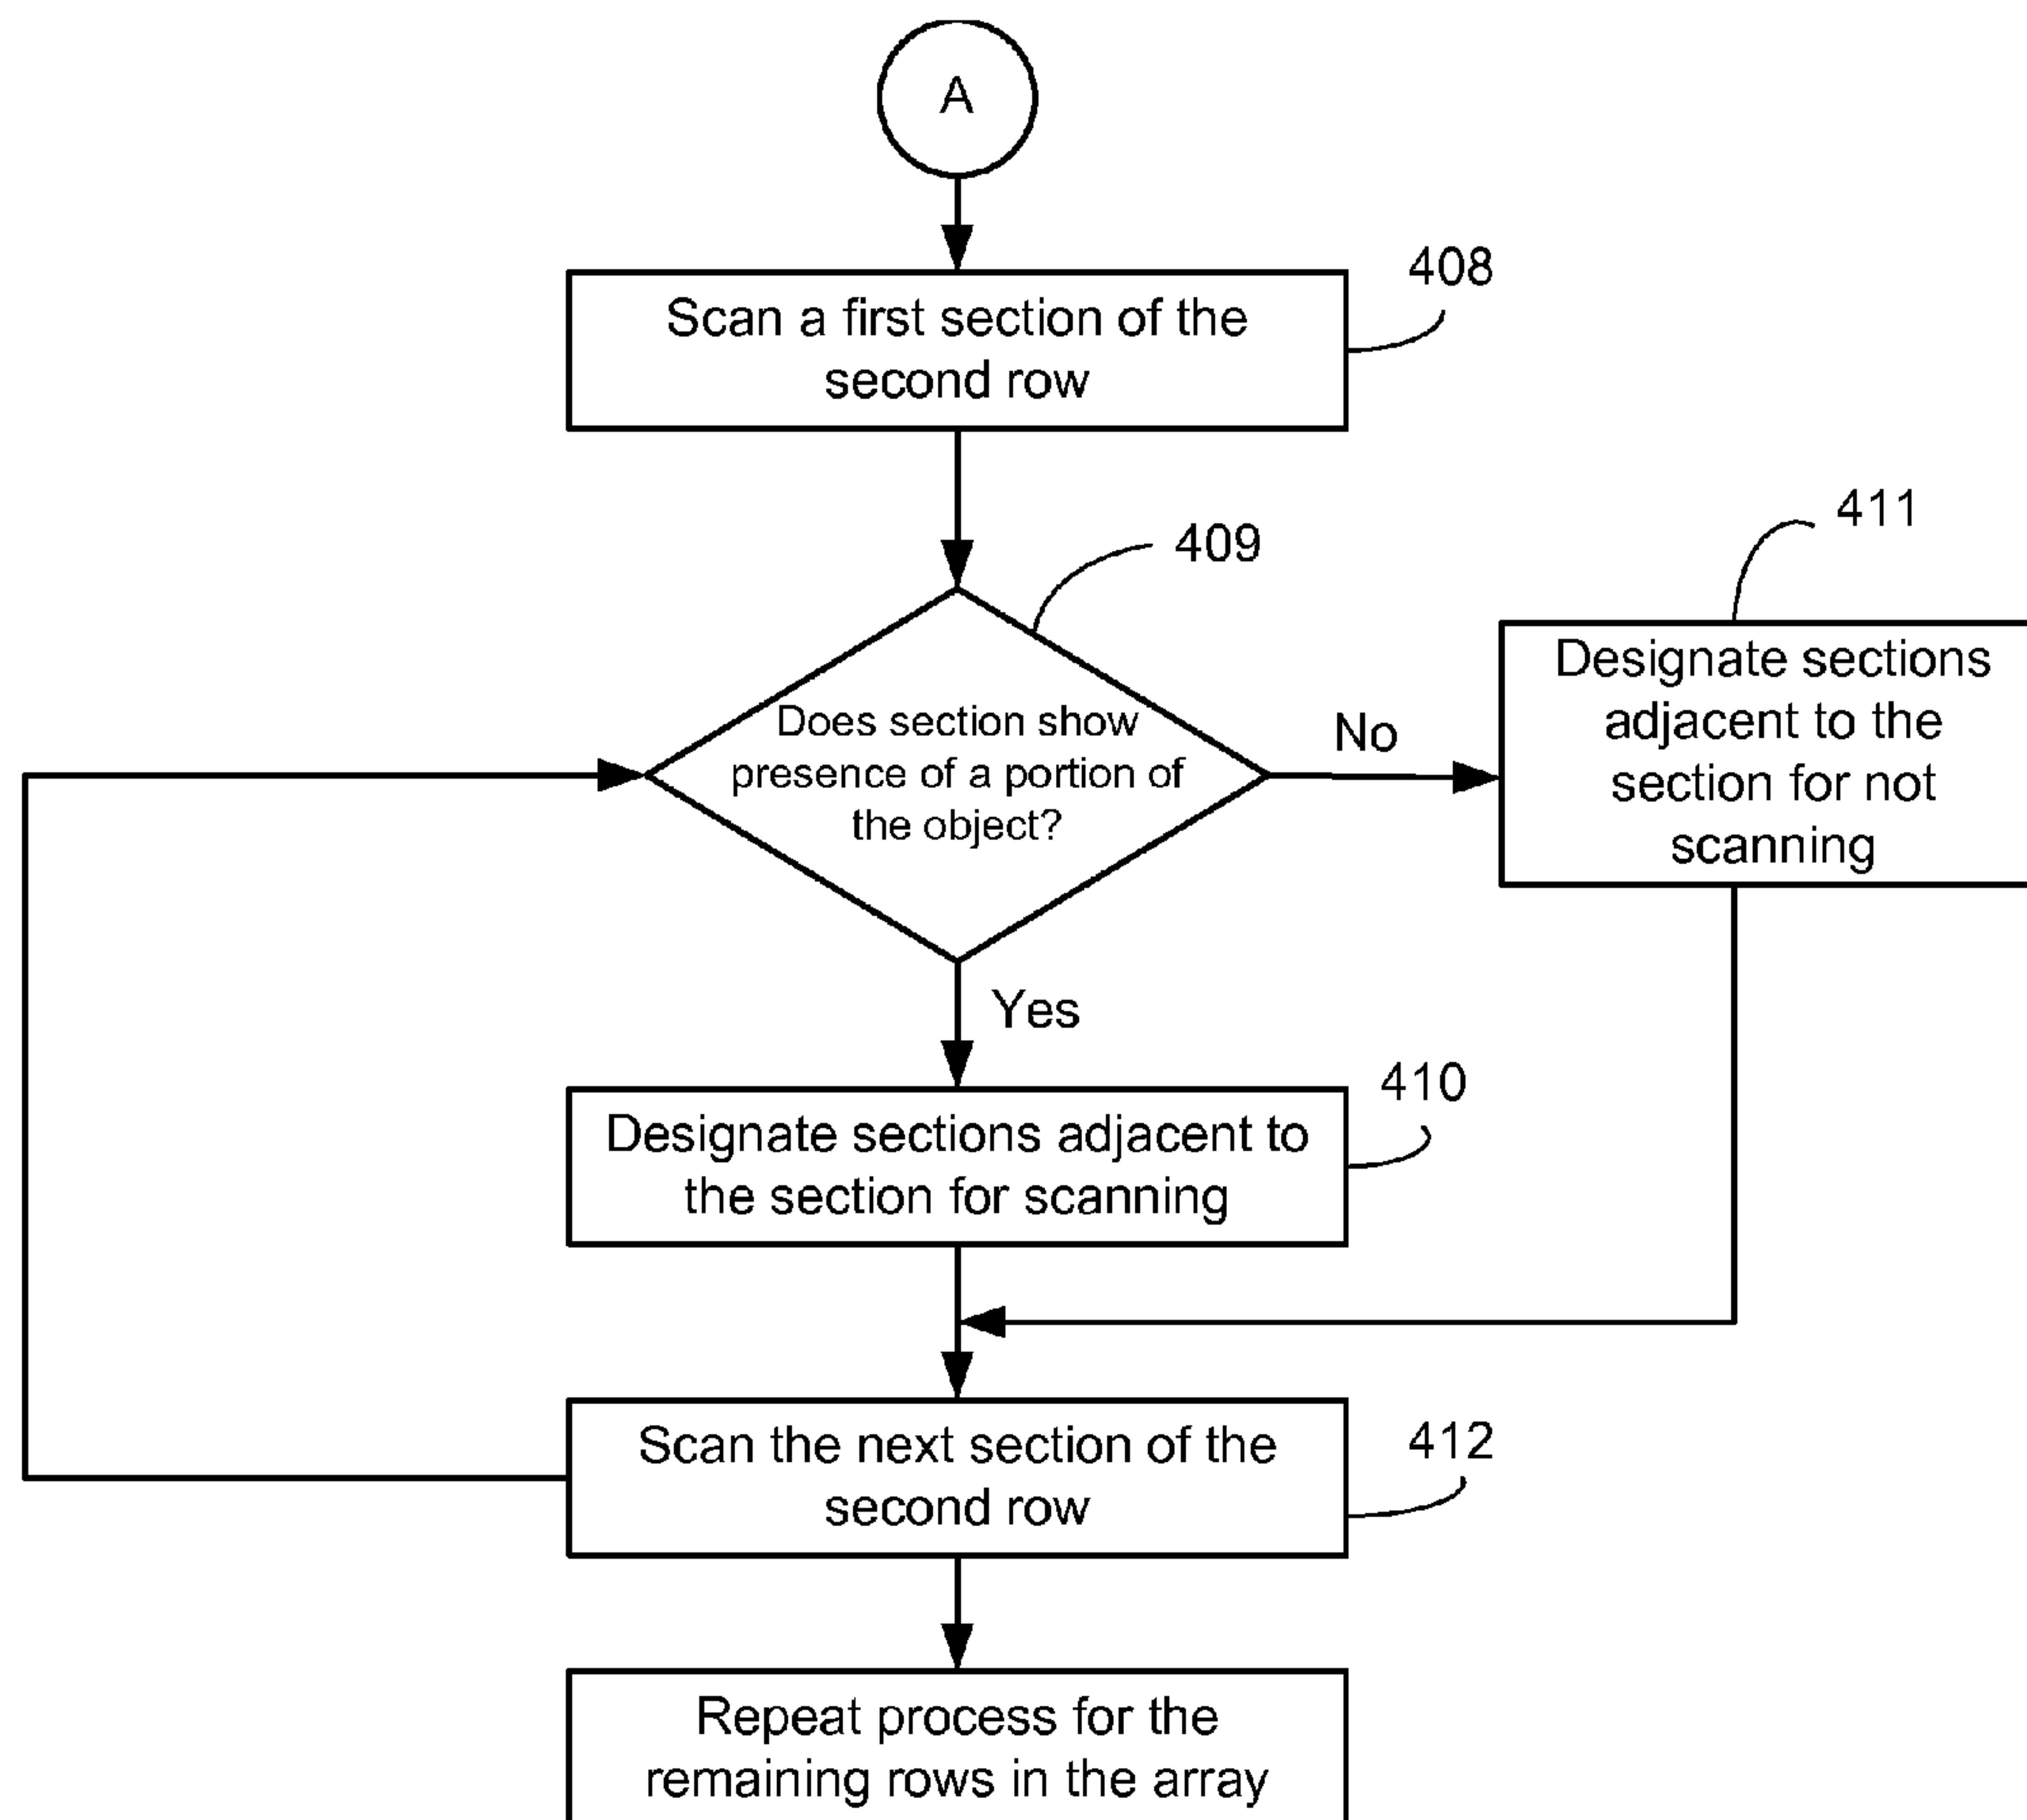 A
408
Scan a first section of the
second row
411
409
Designate sections
adjacent to the
section for not
scanning
Does section show
presence of a portion of
the object?
No
Yes
410
Designate sections adjacent to
the section for scanning
412
Scan the next section of the
second row
Repeat process for the
remaining rows in the array